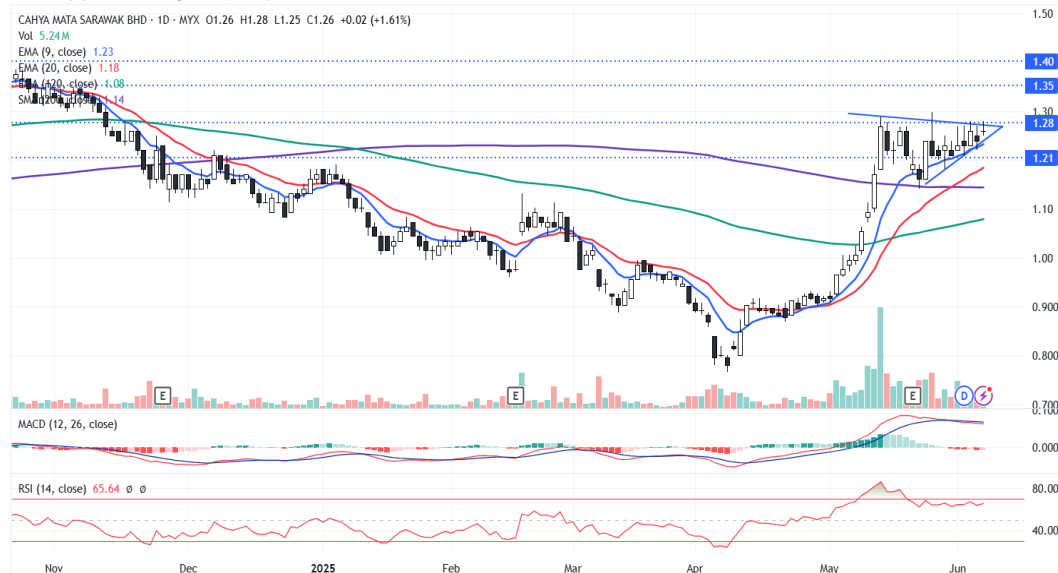 CAHYA MATA SARAWAK BHD · 1D · MYX O1.26 H1.28 L1.25 C1.26 +0.02 (+1.61%)
Vol 5.24M
EMA (9, close) 1.23
EMA (20, close) 1.18
(120, close) 1.08
1.14
1.50
1.40
1.35
1.30
1.28
1.21
1.10
1.00
0.900
0.800
0.700
E
E
E
D
MACD (12, 26, close)
0.000
RSI (14, close) 65.64 ø ø
80.00
40.00
Nov Dec 2025 Feb Mar Apr May Jun